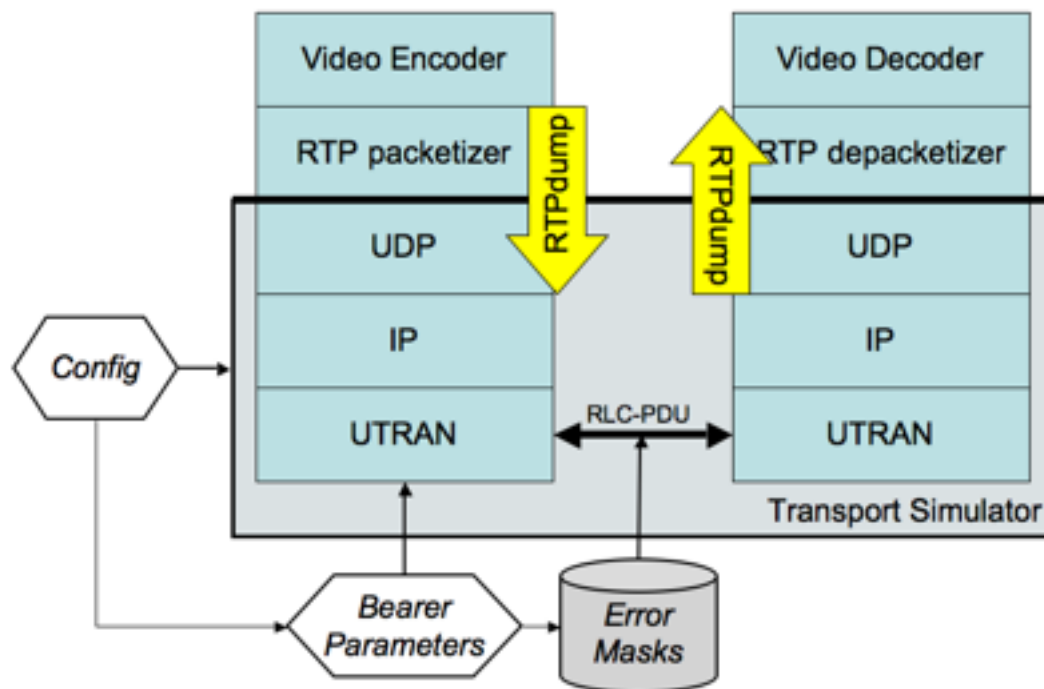 Video Encoder
Video Decoder
RTP packetizer
RTPdump
RTPdump
RTP depacketizer
UDP
UDP
IP
IP
Config
RLC-PDU
UTRAN
UTRAN
Transport Simulator
Bearer
Parameters
Error
Masks